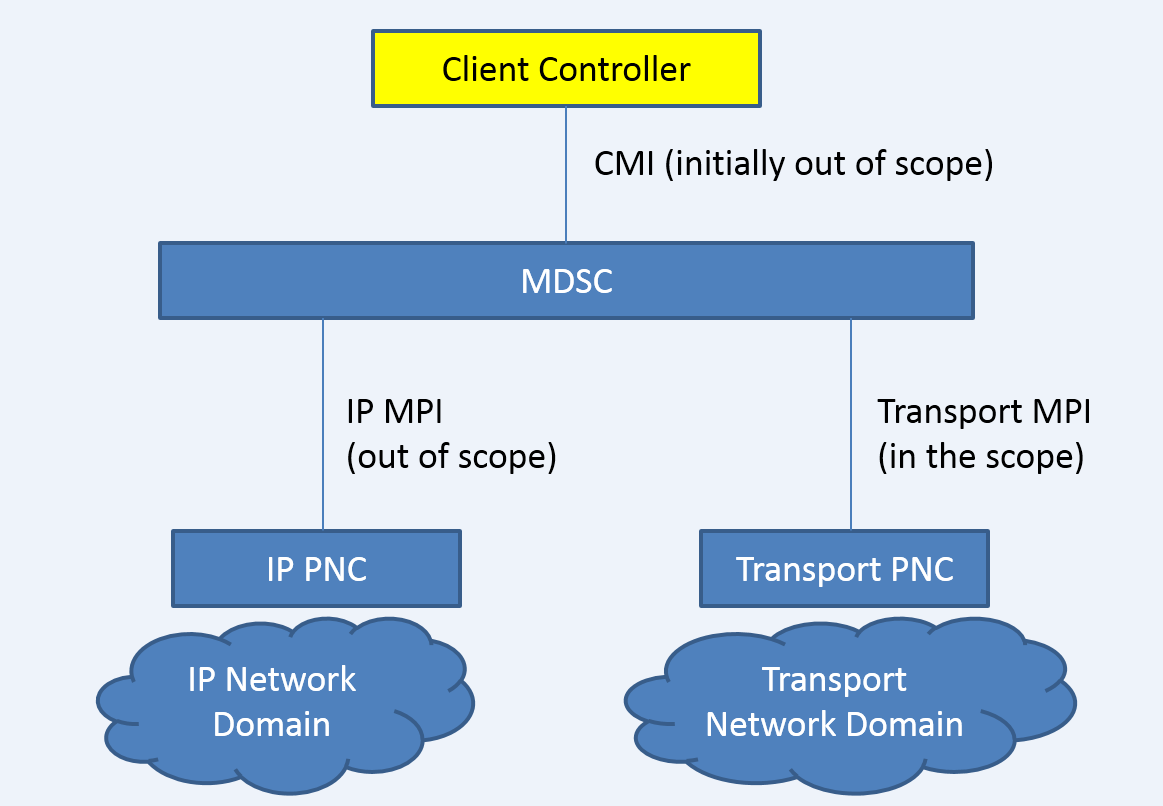 Client Controller
CMI (initially out of scope)
MDSC
IP MPI
(out of scope)
Transport MPI
(in the scope)
IP PNC
Transport PNC
IP Network
Domain
Transport
Network Domain